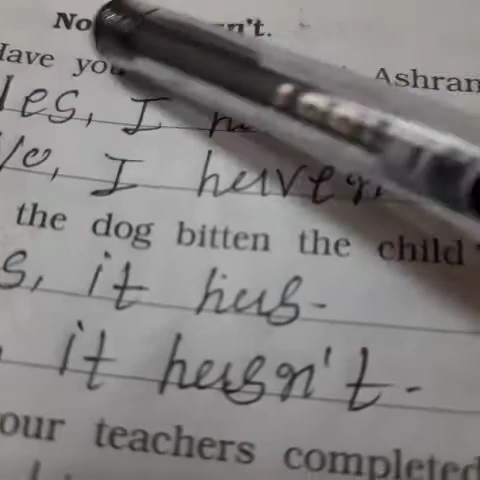 No n't.
Have you Ashram
Yes, I
No, I haven
the dog bitten the child
s, it has.
it hasn't.
our teachers completed